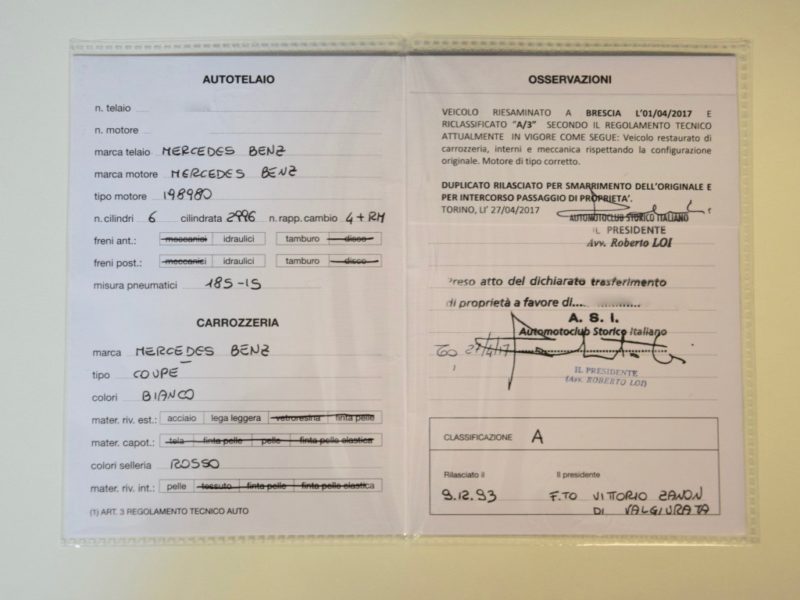 AUTOTELAIO
n. telaio
n. motore
marca telaio MERCEDES BENZ
marca motore MERCEDES BENZ
tipo motore 198980
n. cilindri 6 cilindrata 2996 n. rapp. cambio 4 + RM
freni ant.: meccanici idraulici tamburo disco
freni post.: meccanici idraulici tamburo disco
misura pneumatici 185-15
CARROZZERIA
marca MERCEDES BENZ
tipo COUPÈ
colori BIANCO
mater. riv. est.: acciaio lega leggera vetroresina finta pelle
mater. capot.: tela finta pelle pelle finta pelle elastica
colori selleria ROSSO
mater. riv. int.: pelle tessuto finta pelle finta pelle elastica
(1) ART. 3 REGOLAMENTO TECNICO AUTO
OSSERVAZIONI
VEICOLO RIESAMINATO A BRESCIA L'01/04/2017 E
RICLASSIFICATO "A/3" SECONDO IL REGOLAMENTO TECNICO
ATTUALMENTE IN VIGORE COME SEGUE: Veicolo restaurato di
carrozzeria, interni e meccanica rispettando la configurazione
originale. Motore di tipo corretto.
DUPLICATO RILASCIATO PER SMARRIMENTO DELL'ORIGINALE E
PER INTERCORSO PASSAGGIO DI PROPRIETA'.
TORINO, LI' 27/04/2017
AUTOMOTOCLUB STORICO ITALIANO
IL PRESIDENTE
Avv. Roberto LOI
Preso atto del dichiarato trasferimento
di proprietà a favore di...
A. S. I.
Automotoclub Storico Italiano
TO 27/4/17
IL PRESIDENTE
(Avv. ROBERTO LOI)
CLASSIFICAZIONE A
Rilasciato il Il presidente
9.12.93 F.TO VITTORIO ZANON
DI VALGIURATA